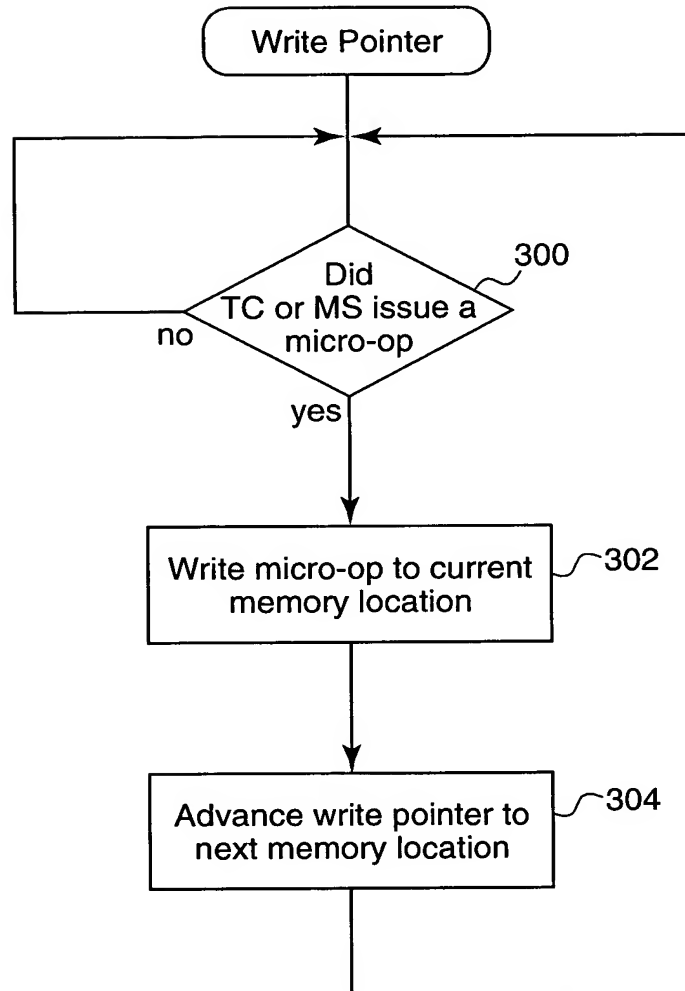 Write Pointer
300
Did
TC or MS issue a
micro-op
no
yes
302
Write micro-op to current
memory location
304
Advance write pointer to
next memory location